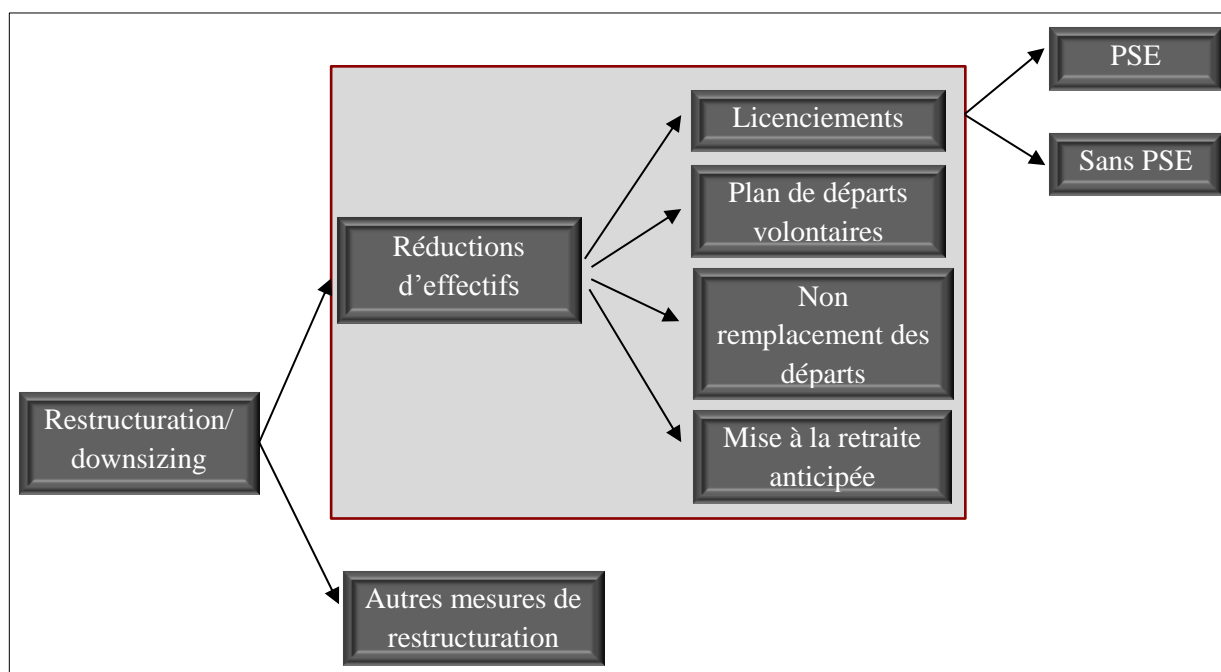 PSE
Licenciements
Sans PSE
Plan de départs
volontaires
Réductions
d’effectifs
Non
remplacement des
départs
Restructuration/
downsizing
Mise à la retraite
anticipée
Autres mesures de
restructuration